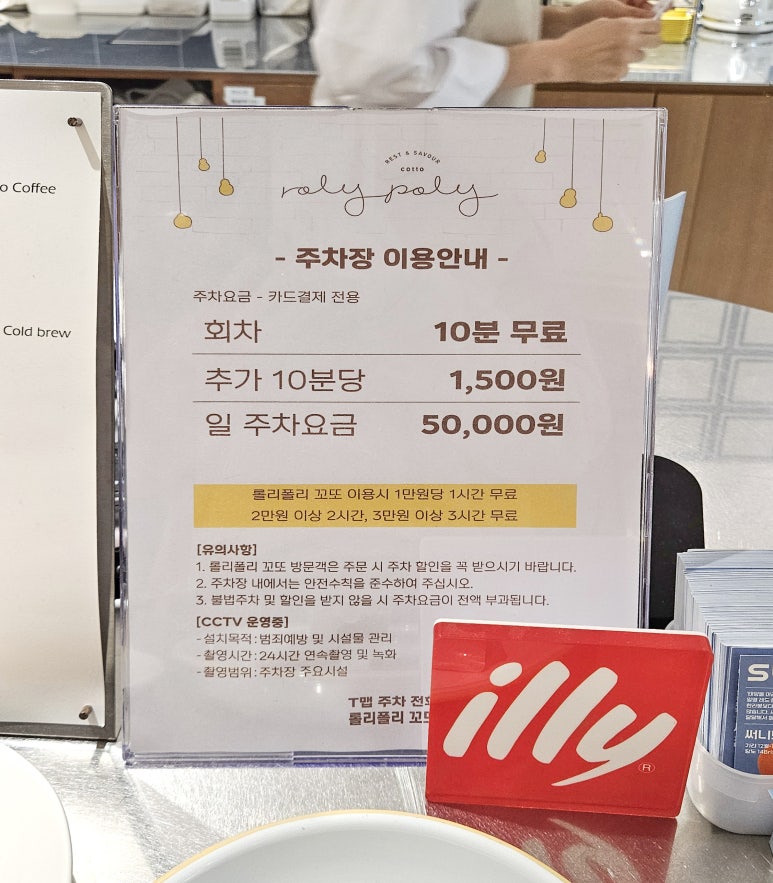 o Coffee
Cold brew
REST & SAVOUR
cotto
roly poly
- 주차장 이용안내 -
주차요금 - 카드결제 전용
회차 10분 무료
추가 10분당 1,500원
일 주차요금 50,000원
롤리폴리 꼬또 이용시 1만원당 1시간 무료
2만원 이상 2시간, 3만원 이상 3시간 무료
[유의사항]
1. 롤리폴리 꼬또 방문객은 주문 시 주차 할인을 꼭 받으시기 바랍니다.
2. 주차장 내에서는 안전수칙을 준수하여 주십시오.
3. 불법주차 및 할인을 받지 않을 시 주차요금이 전액 부과됩니다.
[CCTV 운영중]
- 설치목적 : 범죄예방 및 시설물 관리
- 촬영시간 : 24시간 연속촬영 및 녹화
- 촬영범위 : 주차장 주요시설
T맵 주차
롤리폴리
illy ®
써니